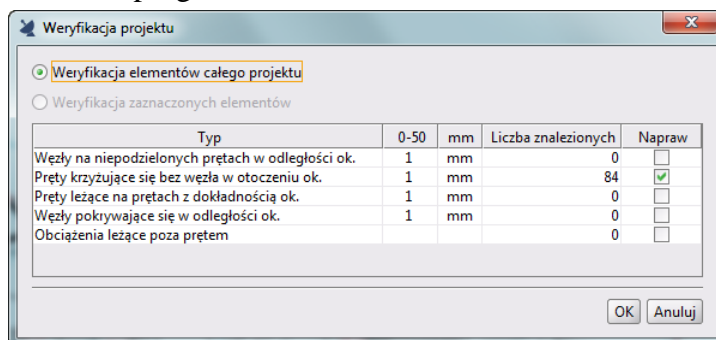 Weryfikacja projektu
Weryfikacja elementów całego projektu
Weryfikacja zaznaczonych elementów
Typ 0-50 mm Liczba znalezionych Napraw
Węzły na niepodzielonych prętach w odległości ok. 1 mm 0
Pręty krzyżujące się bez węzła w otoczeniu ok. 1 mm 84
Pręty leżące na prętach z dokładnością ok. 1 mm 0
Węzły pokrywające się w odległości ok. 1 mm 0
Obciążenia leżące poza prętem 0
OK Anuluj